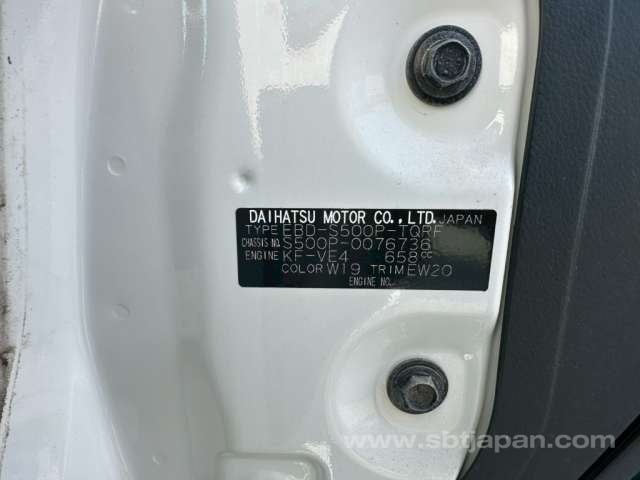 DAIHATSU MOTOR CO., LTD. JAPAN
TYPE EBD-S500P-TQRF
CHASSIS NO. S500P-0076736
ENGINE KF-VE4 658cc
COLOR W19 TRIM EW20
ENGINE NO.
www.sbtjapan.com